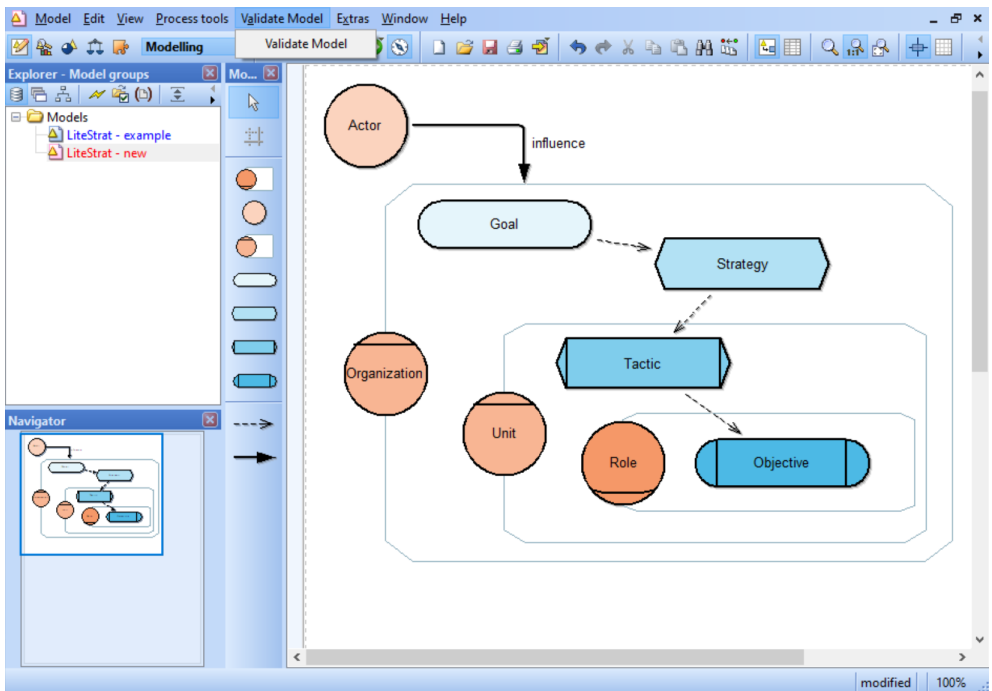 Model Edit View Process tools Validate Model Extras Window Help
Modelling
Validate Model
Explorer - Model groups
Mo...
Models
LiteStrat - example
LiteStrat - new
Navigator
Actor
influence
Goal
Strategy
Tactic
Organization
Unit
Role
Objective
modified 100%